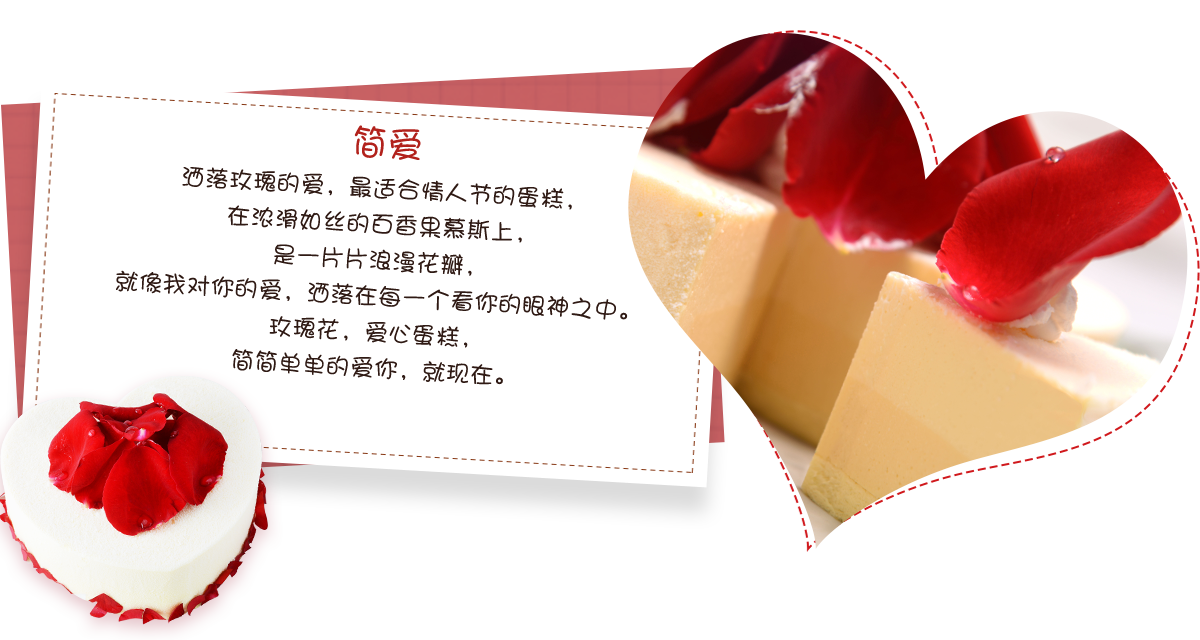 简爱
洒落玫瑰的爱，最适合情人节的蛋糕，
在浓滑如丝的百香果慕斯上，
是一片片浪漫花瓣，
就像我对你的爱，洒落在每一个看你的眼神之中。
玫瑰花，爱心蛋糕，
简简单单的爱你，就现在。